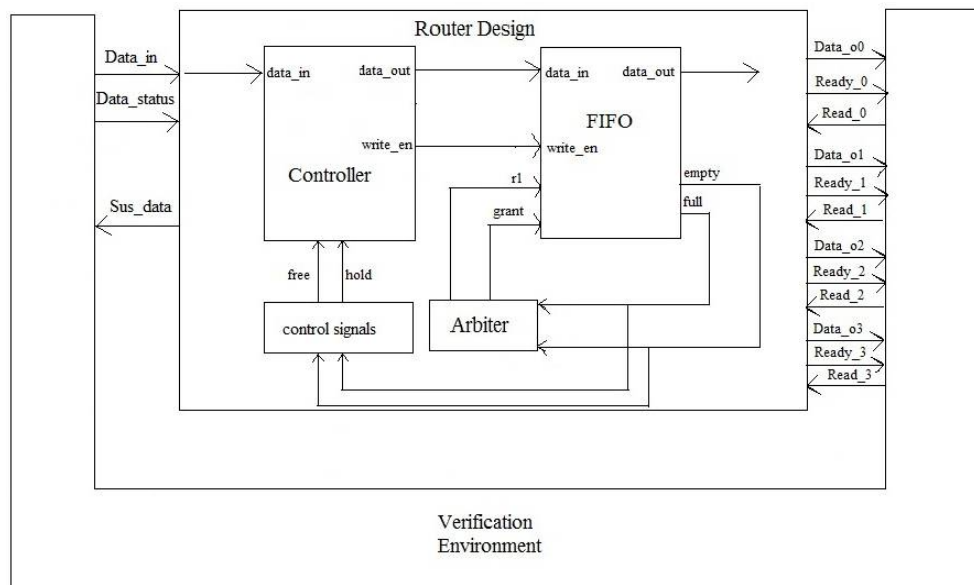 Router Design
Data_in
Data_status
Sus_data
data_in
data_out
write_en
Controller
data_in
data_out
FIFO
write_en
r1
grant
empty
full
free
hold
control signals
Arbiter
Data_o0
Ready_0
Read_0
Data_o1
Ready_1
Read_1
Data_o2
Ready_2
Read_2
Data_o3
Ready_3
Read_3
Verification
Environment